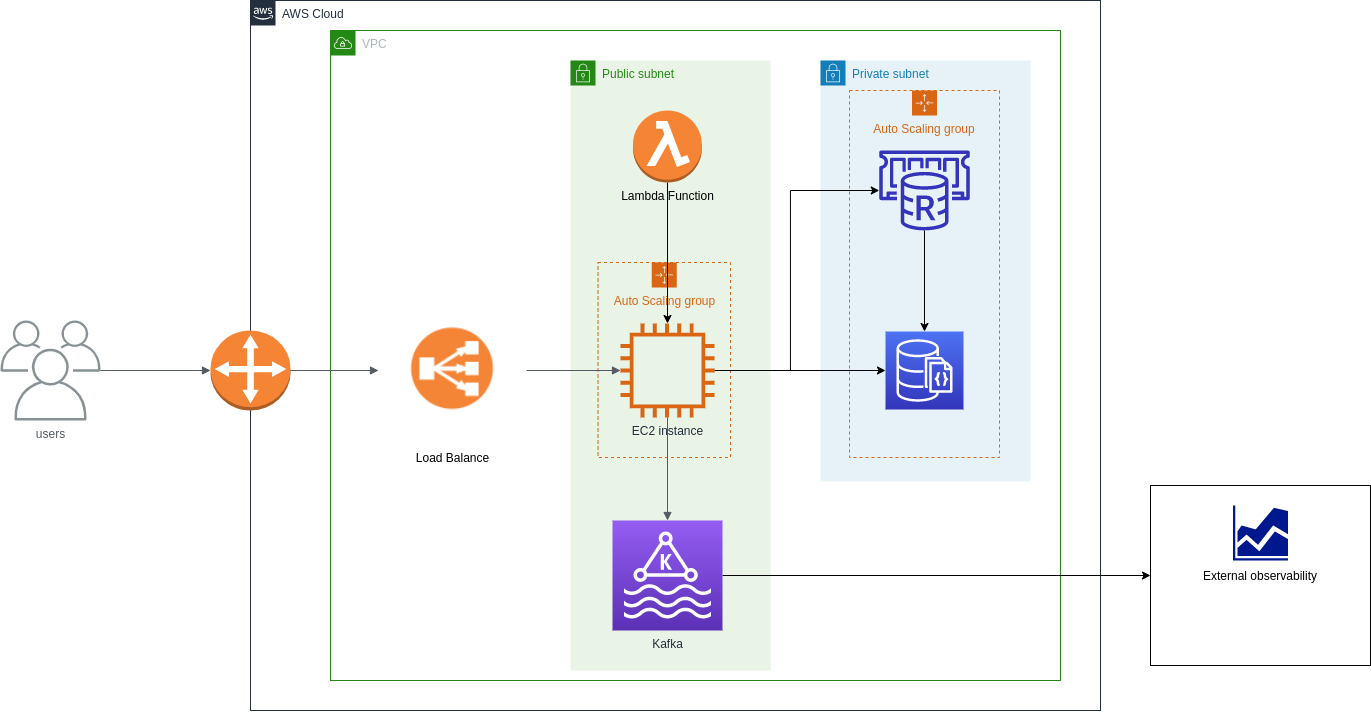 aws
AWS Cloud
VPC
Public subnet
Private subnet
Auto Scaling group
Lambda Function
R
Auto Scaling group
{}
users
EC2 instance
Load Balance
K
External observability
Kafka